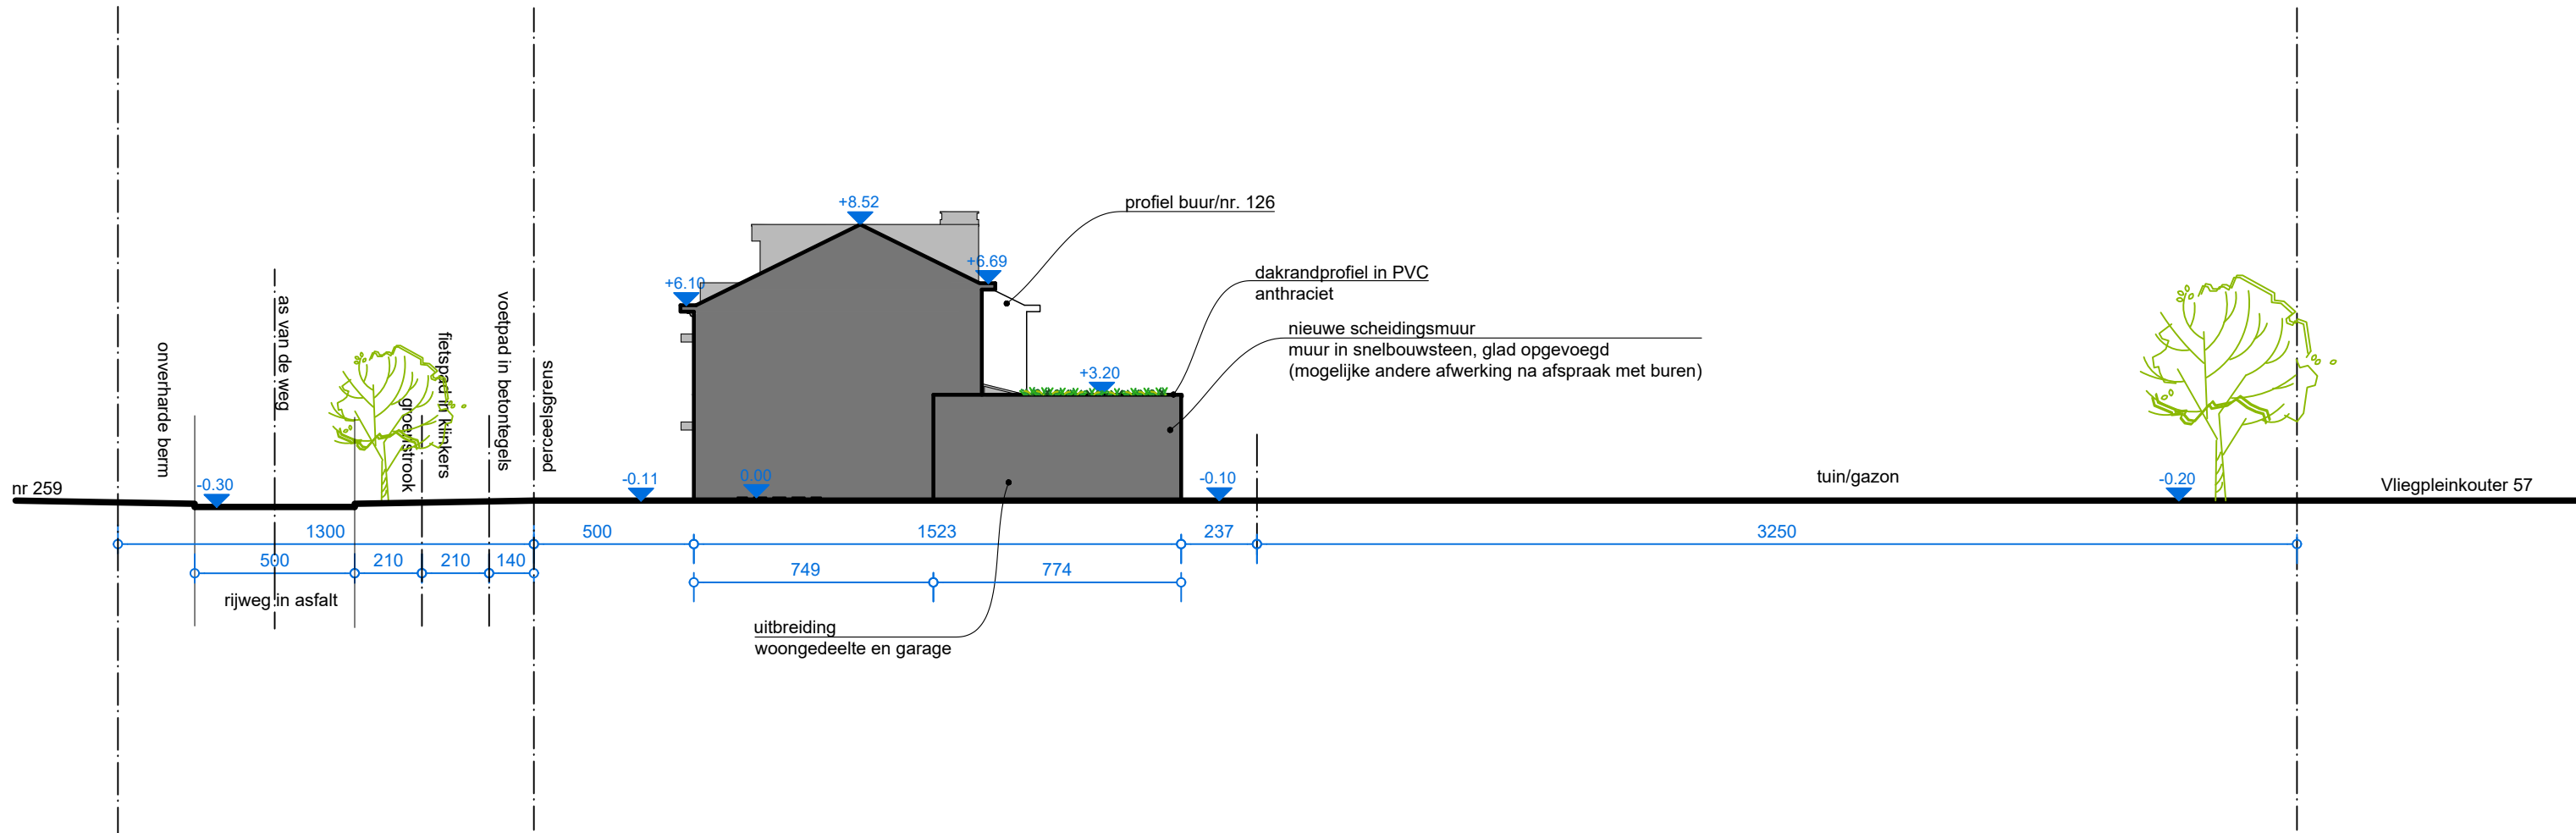 +8.52
profiel buur/nr. 126
+6.69
+6.10
dakrandprofiel in PVC
anthraciet
nieuwe scheidingsmuur
muur in snelbouwsteen, glad opgevoegd
(mogelijke andere afwerking na afspraak met buren)
+3.20
onverharde berm
as van de weg
groenstrook
fietspad in klinkers
voetpad in betontegels
perceelsgrens
nr 259
-0.30
-0.11
0.00
-0.10
tuin/gazon
-0.20
Vliegpleinkouter 57
1300
500
1523
237
3250
500
210
210
140
749
774
rijweg in asfalt
uitbreiding
woongedeelte en garage